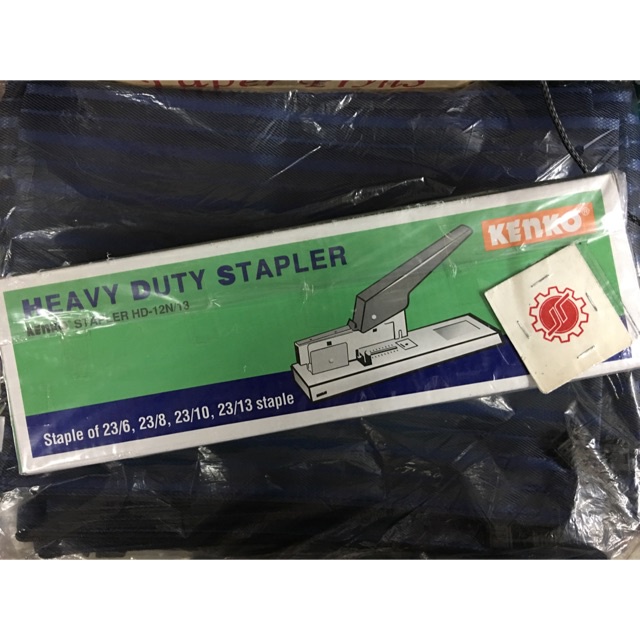 KENKO®
HEAVY DUTY STAPLER
KENKO STAPLER HD-12N/13
Staple of 23/6, 23/8, 23/10, 23/13 staple